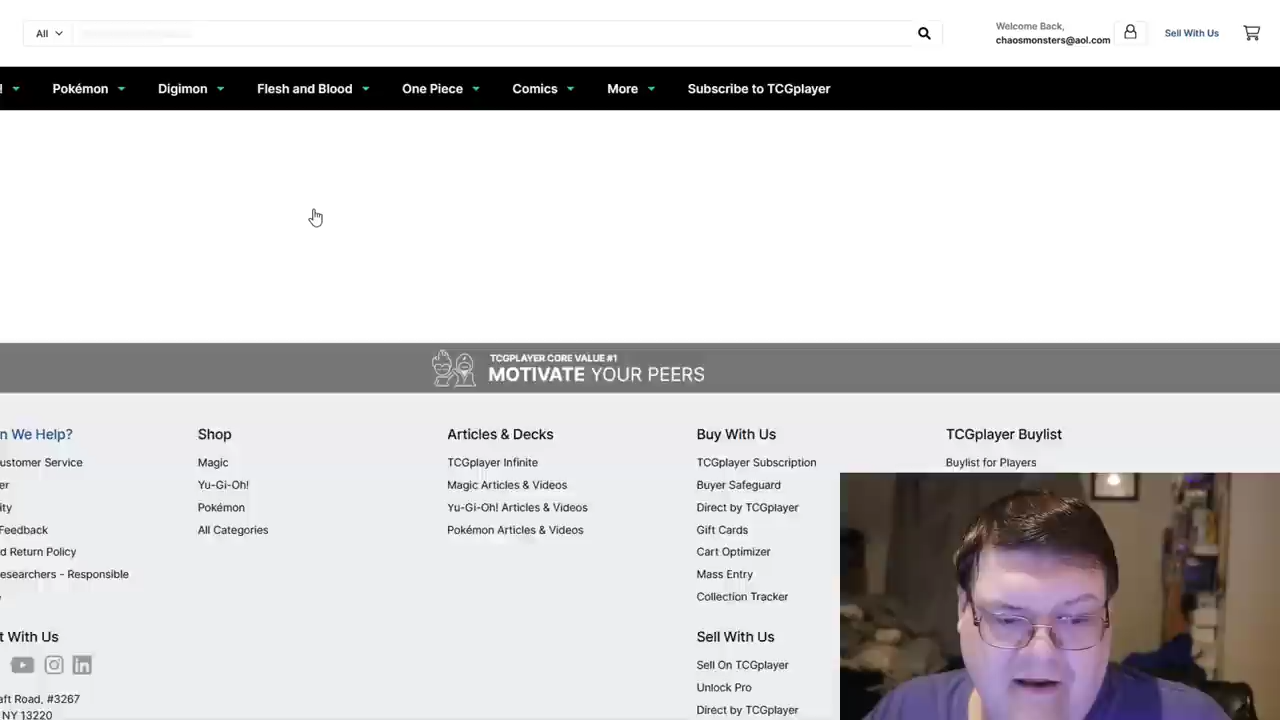 All
Welcome Back,
chaosmonsters@aol.com
Sell With Us
! Pokémon Digimon Flesh and Blood One Piece Comics More Subscribe to TCGplayer
TCGPLAYER CORE VALUE #1
MOTIVATE YOUR PEERS
n We Help?
ustomer Service
er
ity
Feedback
d Return Policy
esearchers - Responsible
e
t With Us
aft Road, #3267
NY 13220
Shop
Magic
Yu-Gi-Oh!
Pokémon
All Categories
Articles & Decks
TCGplayer Infinite
Magic Articles & Videos
Yu-Gi-Oh! Articles & Videos
Pokémon Articles & Videos
Buy With Us
TCGplayer Subscription
Buyer Safeguard
Direct by TCGplayer
Gift Cards
Cart Optimizer
Mass Entry
Collection Tracker
Sell With Us
Sell On TCGplayer
Unlock Pro
Direct by TCGplayer
TCGplayer Buylist
Buylist for Players